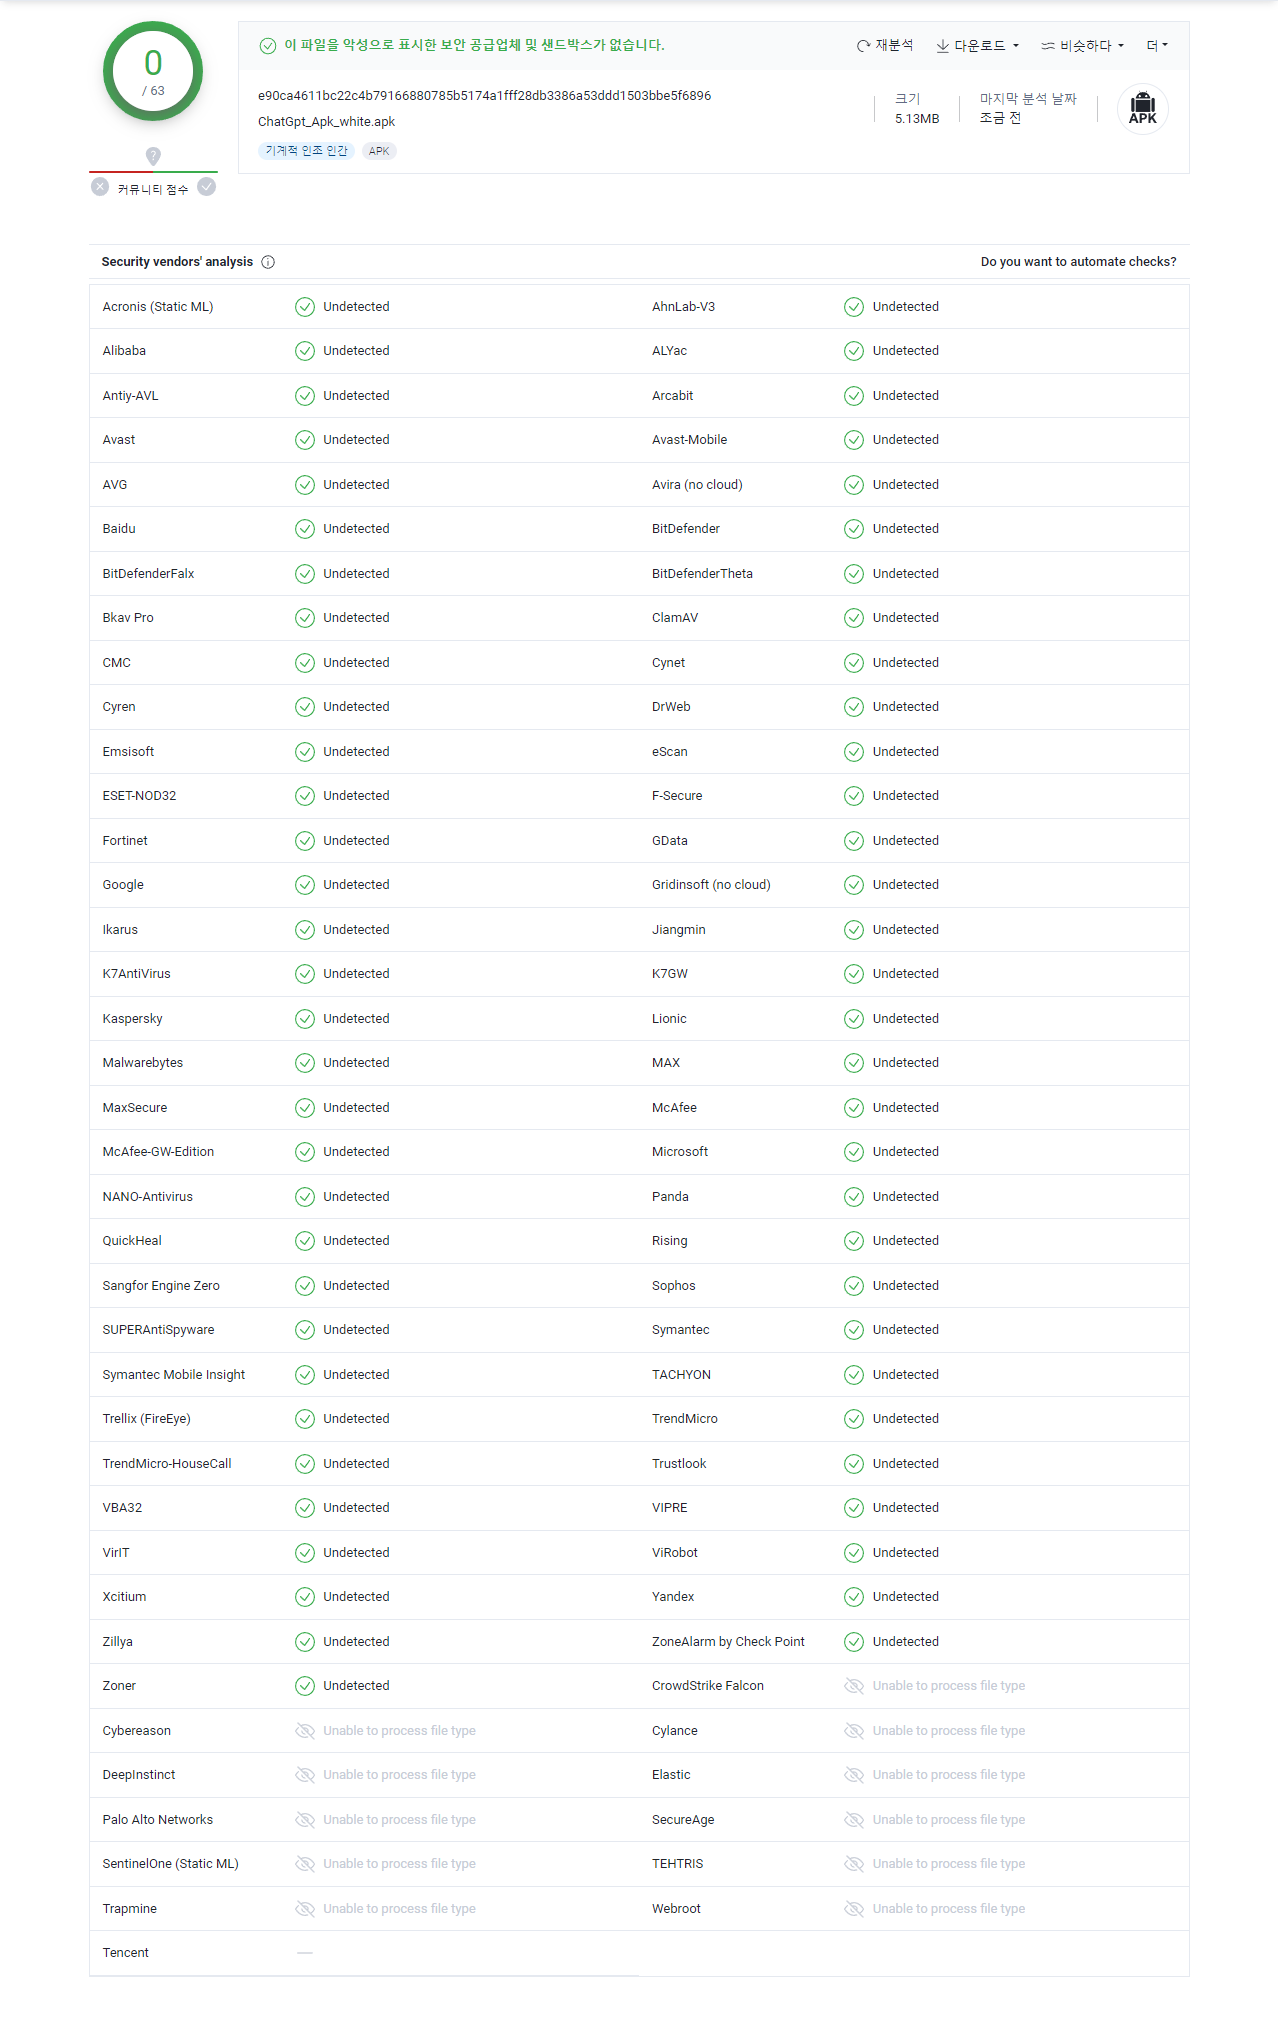 0
/ 63
커뮤니티 점수
이 파일을 악성으로 표시한 보안 공급업체 및 샌드박스가 없습니다.
재분석 다운로드 비슷하다 더
e90ca4611bc22c4b79166880785b5174a1fff28db3386a53ddd1503bbe5f6896
ChatGpt_Apk_white.apk
기계적 인조 인간 APK
크기
5.13MB
마지막 분석 날짜
조금 전
APK
Security vendors' analysis Do you want to automate checks?
Acronis (Static ML) Undetected AhnLab-V3 Undetected
Alibaba Undetected ALYac Undetected
Antiy-AVL Undetected Arcabit Undetected
Avast Undetected Avast-Mobile Undetected
AVG Undetected Avira (no cloud) Undetected
Baidu Undetected BitDefender Undetected
BitDefenderFalx Undetected BitDefenderTheta Undetected
Bkav Pro Undetected ClamAV Undetected
CMC Undetected Cynet Undetected
Cyren Undetected DrWeb Undetected
Emsisoft Undetected eScan Undetected
ESET-NOD32 Undetected F-Secure Undetected
Fortinet Undetected GData Undetected
Google Undetected Gridinsoft (no cloud) Undetected
Ikarus Undetected Jiangmin Undetected
K7AntiVirus Undetected K7GW Undetected
Kaspersky Undetected Lionic Undetected
Malwarebytes Undetected MAX Undetected
MaxSecure Undetected McAfee Undetected
McAfee-GW-Edition Undetected Microsoft Undetected
NANO-Antivirus Undetected Panda Undetected
QuickHeal Undetected Rising Undetected
Sangfor Engine Zero Undetected Sophos Undetected
SUPERAntiSpyware Undetected Symantec Undetected
Symantec Mobile Insight Undetected TACHYON Undetected
Trellix (FireEye) Undetected TrendMicro Undetected
TrendMicro-HouseCall Undetected Trustlook Undetected
VBA32 Undetected VIPRE Undetected
VirIT Undetected ViRobot Undetected
Xcitium Undetected Yandex Undetected
Zillya Undetected ZoneAlarm by Check Point Undetected
Zoner Undetected CrowdStrike Falcon Unable to process file type
Cybereason Unable to process file type Cylance Unable to process file type
DeepInstinct Unable to process file type Elastic Unable to process file type
Palo Alto Networks Unable to process file type SecureAge Unable to process file type
SentinelOne (Static ML) Unable to process file type TEHTRIS Unable to process file type
Trapmine Unable to process file type Webroot Unable to process file type
Tencent —